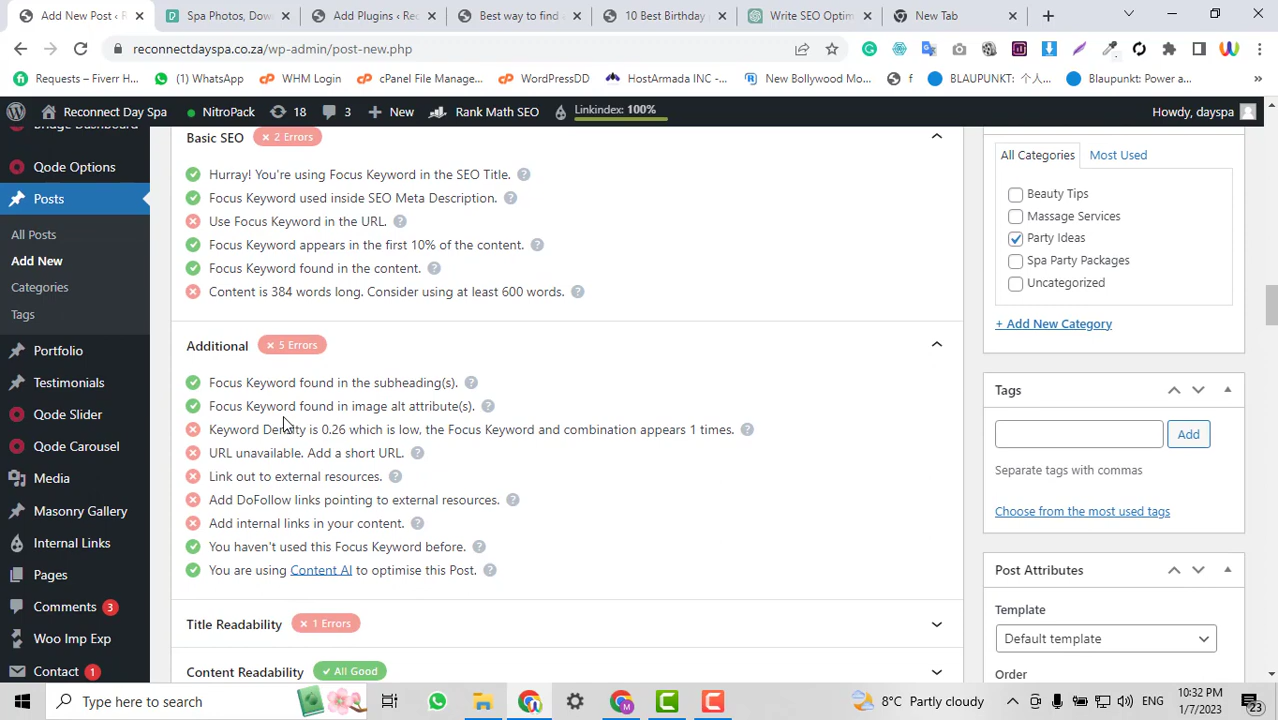 Add New Post ‹ R
Spa Photos, Dow
Add Plugins ‹ Rec
Best way to find a
10 Best Birthday
Write SEO Optim
New Tab
reconnectdayspa.co.za/wp-admin/post-new.php
Requests – Fiverr H...
(1) WhatsApp
WHM Login
cPanel File Manage...
WordPressDD
HostArmada INC -...
New Bollywood Mo...
f
BLAUPUNKT: 个人...
Blaupunkt: Power a...
»
Reconnect Day Spa
NitroPack
18
3
New
Rank Math SEO
Linkindex: 100%
Howdy, dayspa
Bridge Dashboard
Qode Options
Posts
All Posts
Add New
Categories
Tags
Portfolio
Testimonials
Qode Slider
Qode Carousel
Media
Masonry Gallery
Internal Links
Pages
Comments 3
Woo Imp Exp
Contact 1
Basic SEO × 2 Errors
Hurray! You're using Focus Keyword in the SEO Title.
Focus Keyword used inside SEO Meta Description.
Use Focus Keyword in the URL.
Focus Keyword appears in the first 10% of the content.
Focus Keyword found in the content.
Content is 384 words long. Consider using at least 600 words.
Additional × 5 Errors
Focus Keyword found in the subheading(s).
Focus Keyword found in image alt attribute(s).
Keyword Density is 0.26 which is low, the Focus Keyword and combination appears 1 times.
URL unavailable. Add a short URL.
Link out to external resources.
Add DoFollow links pointing to external resources.
Add internal links in your content.
You haven't used this Focus Keyword before.
You are using Content AI to optimise this Post.
Title Readability × 1 Errors
Content Readability ✓ All Good
All Categories
Most Used
Beauty Tips
Massage Services
Party Ideas
Spa Party Packages
Uncategorized
+ Add New Category
Tags
Add
Separate tags with commas
Choose from the most used tags
Post Attributes
Template
Default template
Order
Type here to search
8°C Partly cloudy
ENG
10:32 PM
1/7/2023
23